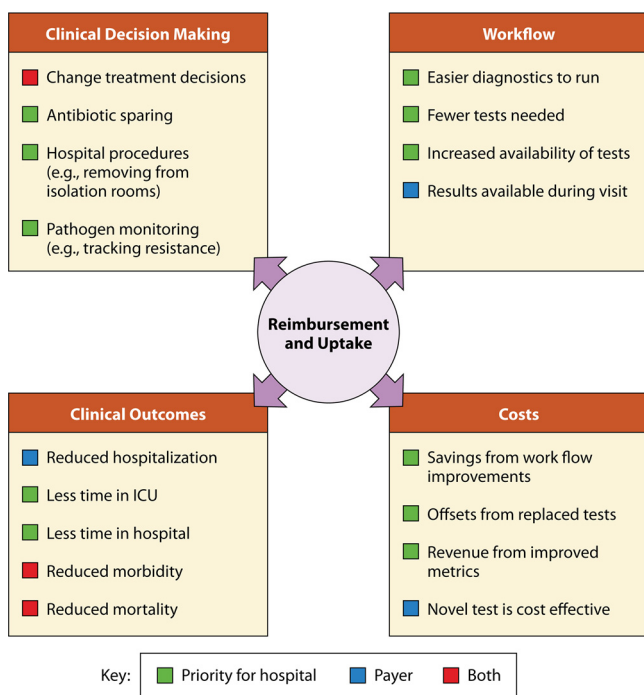 Clinical Decision Making
Change treatment decisions
Antibiotic sparing
Hospital procedures
(e.g., removing from
isolation rooms)
Pathogen monitoring
(e.g., tracking resistance)
Workflow
Easier diagnostics to run
Fewer tests needed
Increased availability of tests
Results available during visit
Reimbursement
and Uptake
Clinical Outcomes
Reduced hospitalization
Less time in ICU
Less time in hospital
Reduced morbidity
Reduced mortality
Costs
Savings from work flow
improvements
Offsets from replaced tests
Revenue from improved
metrics
Novel test is cost effective
Key: Priority for hospital Payer Both